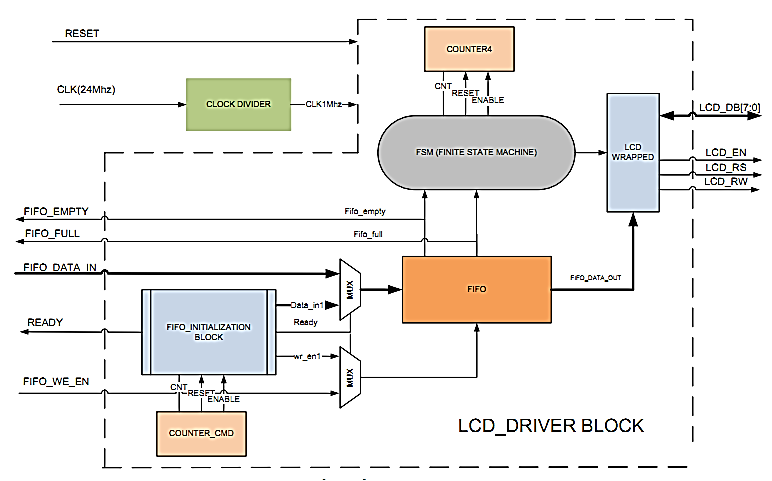 RESET
COUNTER4
CLK(24Mhz)
CLOCK DIVIDER
CLK1Mhz
CNT
RESET
ENABLE
LCD_DB[7;0]
FSM (FINITE STATE MACHINE)
LCD
WRAPPED
LCD_EN
LCD_RS
LCD_RW
FIFO_EMPTY
Fifo_empty
FIFO_FULL
Fifo_full
FIFO_DATA_IN
MUX
FIFO
FIFO_DATA_OUT
Data_in1
READY
FIFO_INITIALIZATION
BLOCK
Ready
wr_en1
MUX
FIFO_WE_EN
CNT
RESET
ENABLE
COUNTER_CMD
LCD_DRIVER BLOCK